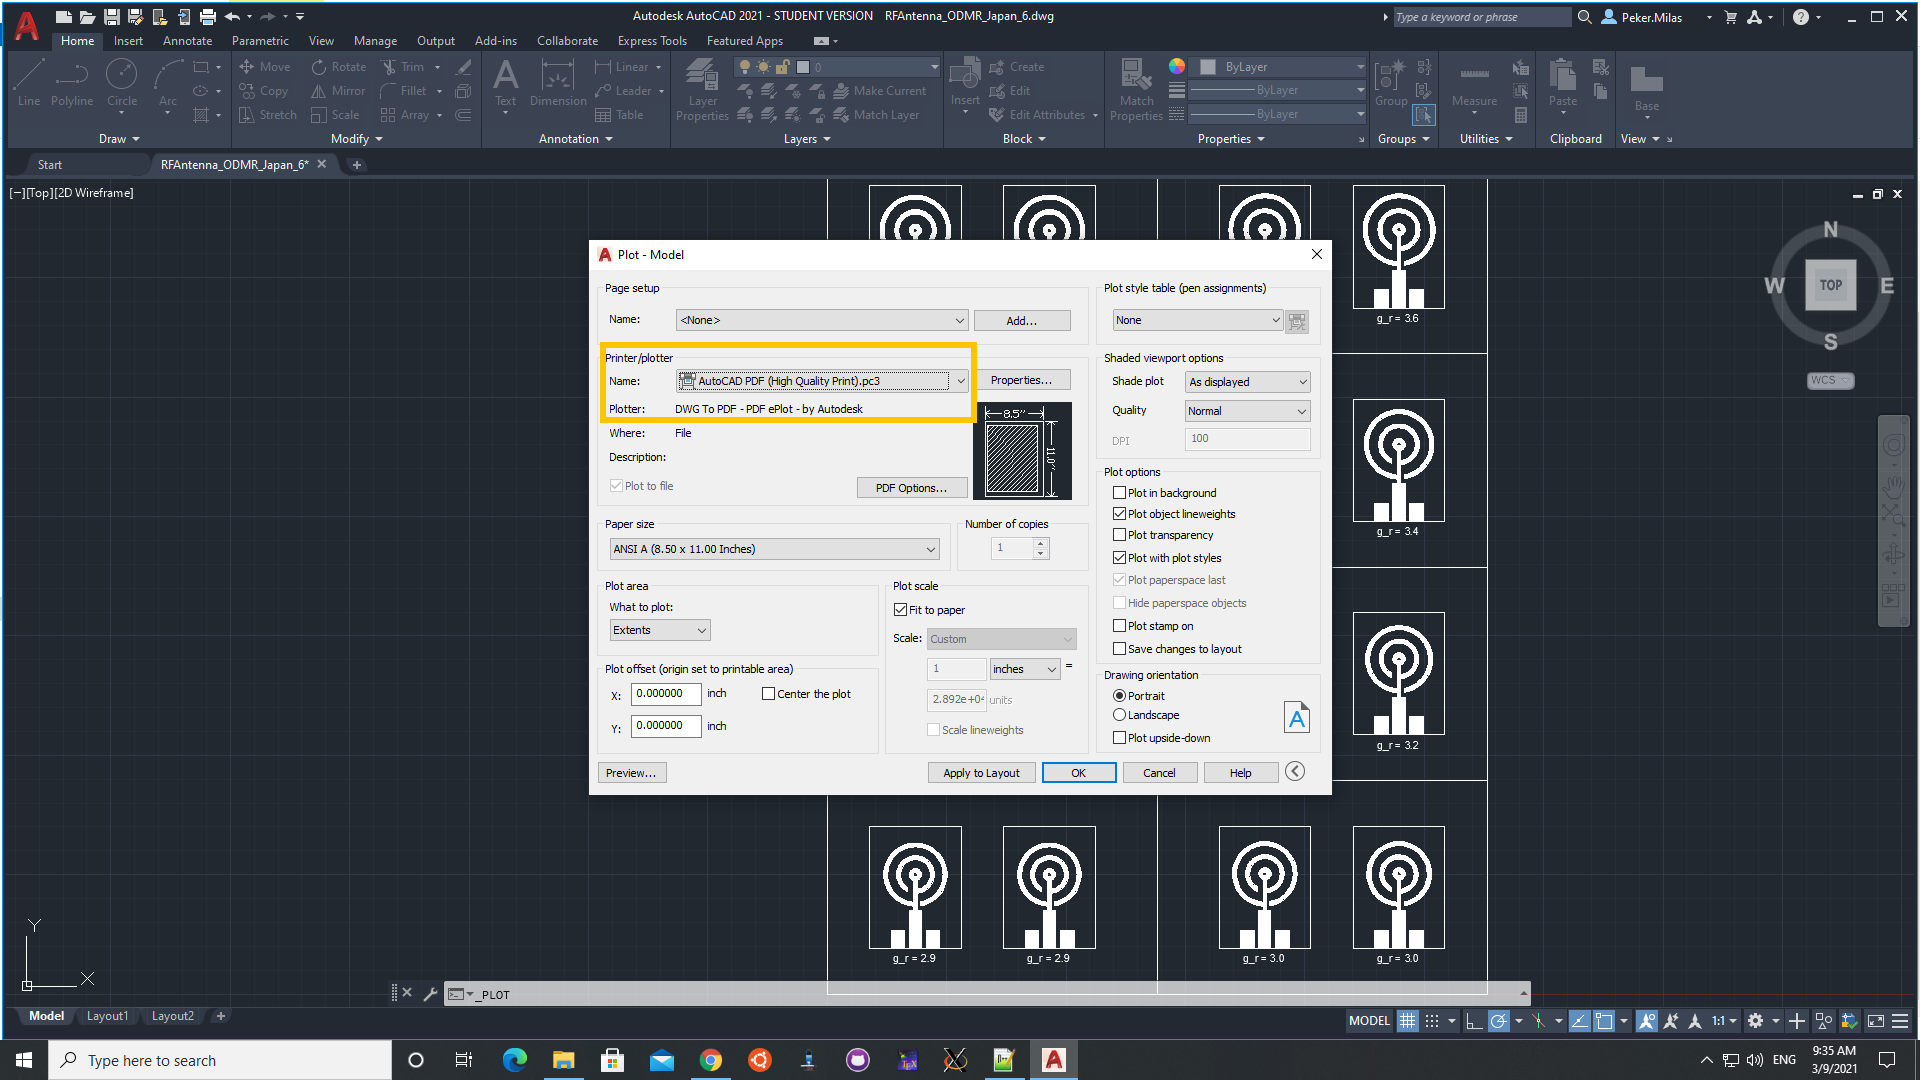 Autodesk AutoCAD 2021 - STUDENT VERSION RFAntenna_ODMR_Japan_6.dwg
Type a keyword or phrase
Peker.Milas
Home Insert Annotate Parametric View Manage Output Add-ins Collaborate Express Tools Featured Apps
Line Polyline Circle Arc
Move Rotate Trim
Copy Mirror Fillet
Stretch Scale Array
Text Dimension
Linear
Leader
Table
Layer Properties
0
Make Current
Match Layer
Insert
Create
Edit
Edit Attributes
Match Properties
ByLayer
ByLayer
ByLayer
Group
Measure
Paste
Base
Draw Modify Annotation Layers Block Properties Groups Utilities Clipboard View
Start RFAntenna_ODMR_Japan_6*
[−][Top][2D Wireframe]
N
W TOP E
S
WCS
Plot - Model
Page setup
Name: <None> Add...
Printer/plotter
Name: AutoCAD PDF (High Quality Print).pc3 Properties...
Plotter: DWG To PDF - PDF ePlot - by Autodesk
Where: File
Description:
Plot to file
PDF Options...
8.5''
11.0''
Paper size
ANSI A (8.50 x 11.00 Inches)
Number of copies
1
Plot area
What to plot:
Extents
Plot scale
Fit to paper
Scale: Custom
1 inches =
2.892e+04 units
Scale lineweights
Plot offset (origin set to printable area)
X: 0.000000 inch Center the plot
Y: 0.000000 inch
Plot style table (pen assignments)
None
Shaded viewport options
Shade plot As displayed
Quality Normal
DPI 100
Plot options
Plot in background
Plot object lineweights
Plot transparency
Plot with plot styles
Plot paperspace last
Hide paperspace objects
Plot stamp on
Save changes to layout
Drawing orientation
Portrait
Landscape
Plot upside-down
A
Preview... Apply to Layout OK Cancel Help
g_r = 3.6
g_r = 3.4
g_r = 3.2
g_r = 2.9 g_r = 2.9 g_r = 3.0 g_r = 3.0
Y
X
_PLOT
Model Layout1 Layout2
MODEL 1:1
Type here to search
ENG
9:35 AM
3/9/2021